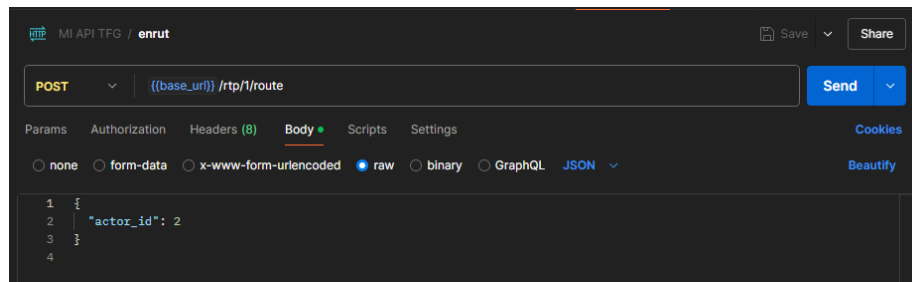 HTTP MI API TFG / enrut Save Share
POST {{base_url}} /rtp/1/route Send
Params Authorization Headers (8) Body Scripts Settings Cookies
none form-data x-www-form-urlencoded raw binary GraphQL JSON Beautify
1 {
2 "actor_id": 2
3 }
4